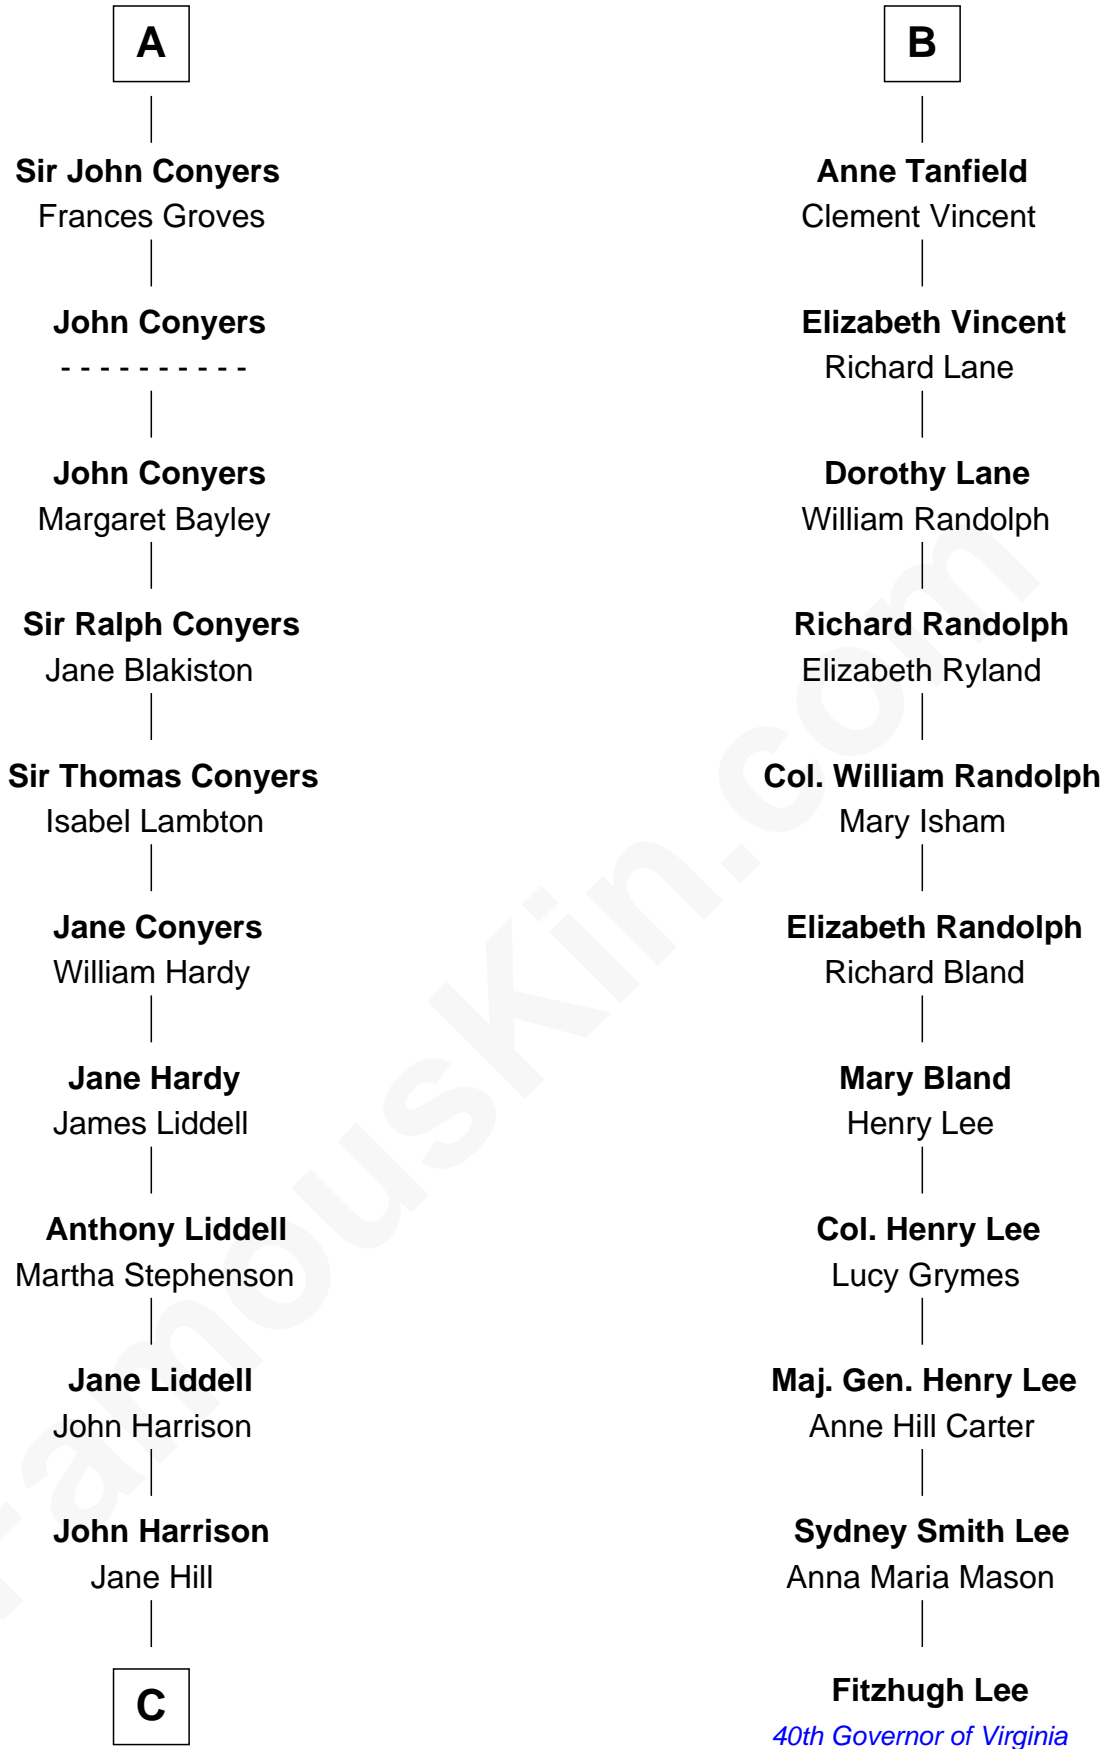 A
Sir John Conyers
Frances Groves
John Conyers
- - - - - - - - - -
John Conyers
Margaret Bayley
Sir Ralph Conyers
Jane Blakiston
Sir Thomas Conyers
Isabel Lambton
Jane Conyers
William Hardy
Jane Hardy
James Liddell
Anthony Liddell
Martha Stephenson
Jane Liddell
John Harrison
John Harrison
Jane Hill
C
B
Anne Tanfield
Clement Vincent
Elizabeth Vincent
Richard Lane
Dorothy Lane
William Randolph
Richard Randolph
Elizabeth Ryland
Col. William Randolph
Mary Isham
Elizabeth Randolph
Richard Bland
Mary Bland
Henry Lee
Col. Henry Lee
Lucy Grymes
Maj. Gen. Henry Lee
Anne Hill Carter
Sydney Smith Lee
Anna Maria Mason
Fitzhugh Lee
40th Governor of Virginia
FamousKin.com